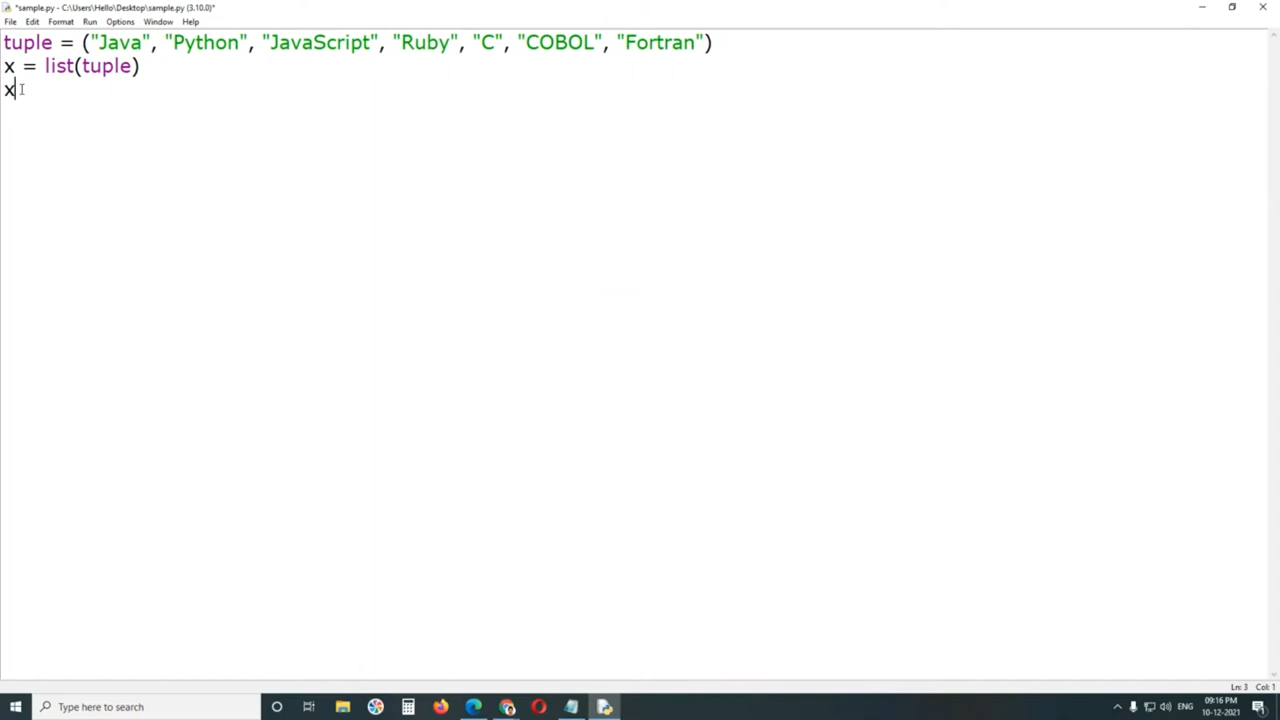 *sample.py - C:\Users\Hello\Desktop\sample.py (3.10.0)*
File Edit Format Run Options Window Help
tuple = ("Java", "Python", "JavaScript", "Ruby", "C", "COBOL", "Fortran")
x = list(tuple)
x
Ln: 3 Col: 1
Type here to search
ENG
09:16 PM
10-12-2021
1